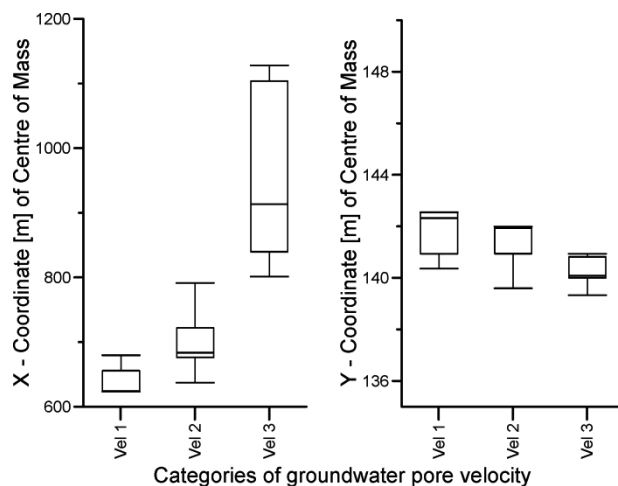 X - Coordinate [m] of Centre of Mass
1200
1000
800
600
Vel 1
Vel 2
Vel 3
Y - Coordinate [m] of Centre of Mass
148
144
140
136
Vel 1
Vel 2
Vel 3
Categories of groundwater pore velocity